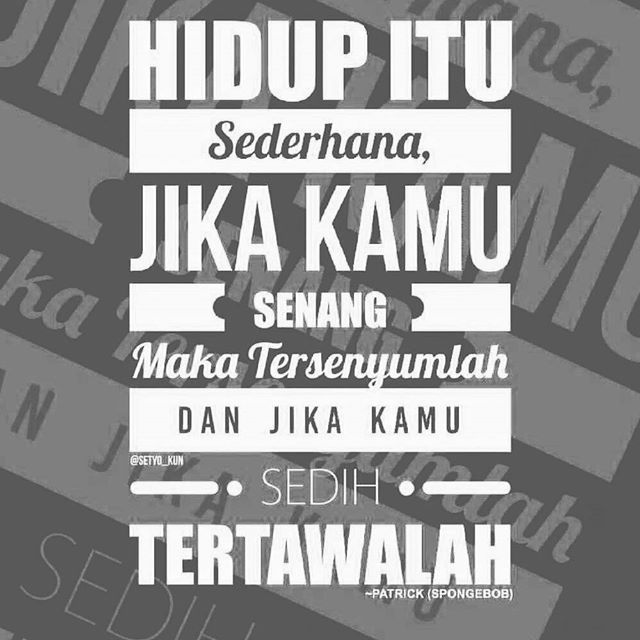 HIDUP ITU
Sederhana,
JIKA KAMU
SENANG
Maka Tersenyumlah
DAN JIKA KAMU
@SETYO_KUN
SEDIH
TERTAWALAH
~PATRICK (SPONGEBOB)